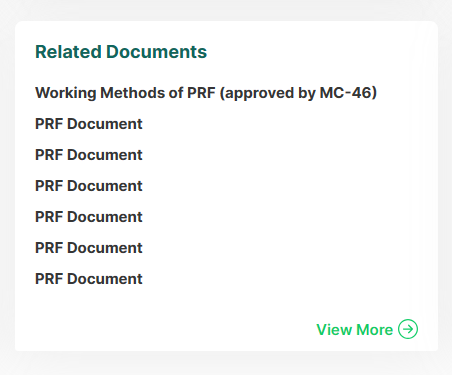 Related Documents
Working Methods of PRF (approved by MC-46)
PRF Document
PRF Document
PRF Document
PRF Document
PRF Document
PRF Document
View More